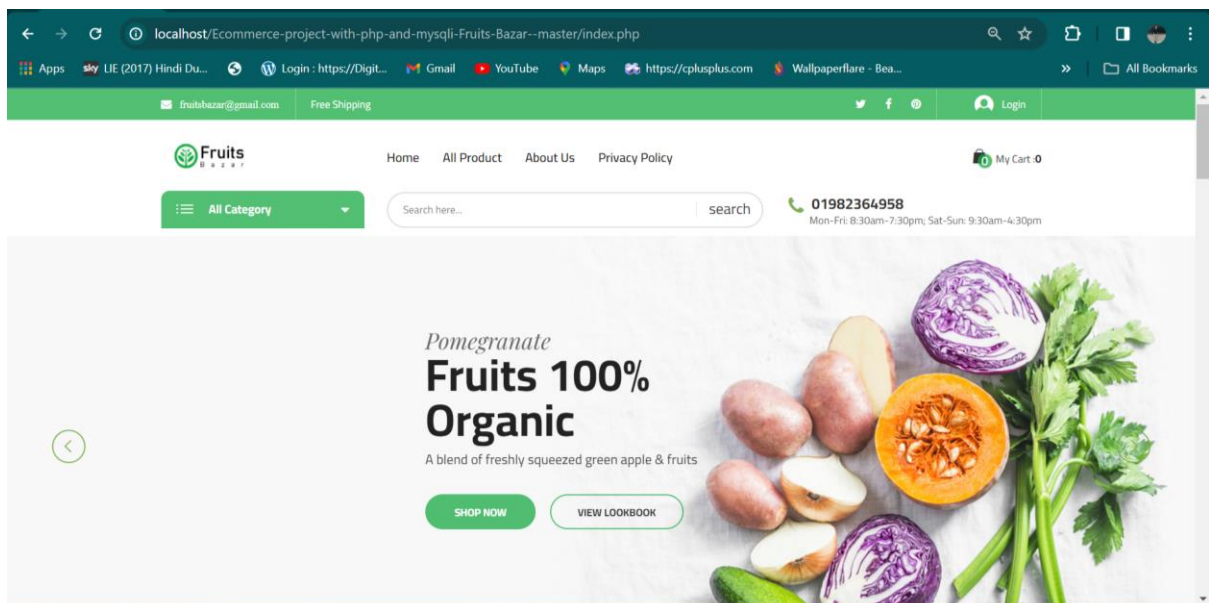 localhost/Ecommerce-project-with-php-and-mysqli-Fruits-Bazar--master/index.php
Apps sky LIE (2017) Hindi Du... Login : https://Digit... Gmail YouTube Maps https://cplusplus.com Wallpaperflare - Bea... » All Bookmarks
fruitsbazar@gmail.com Free Shipping Login
Fruits
Bazar
Home All Product About Us Privacy Policy
0 My Cart :0
All Category
Search here... search
01982364958
Mon-Fri: 8:30am-7:30pm; Sat-Sun: 9:30am-4:30pm
Pomegranate
Fruits 100%
Organic
A blend of freshly squeezed green apple & fruits
SHOP NOW VIEW LOOKBOOK